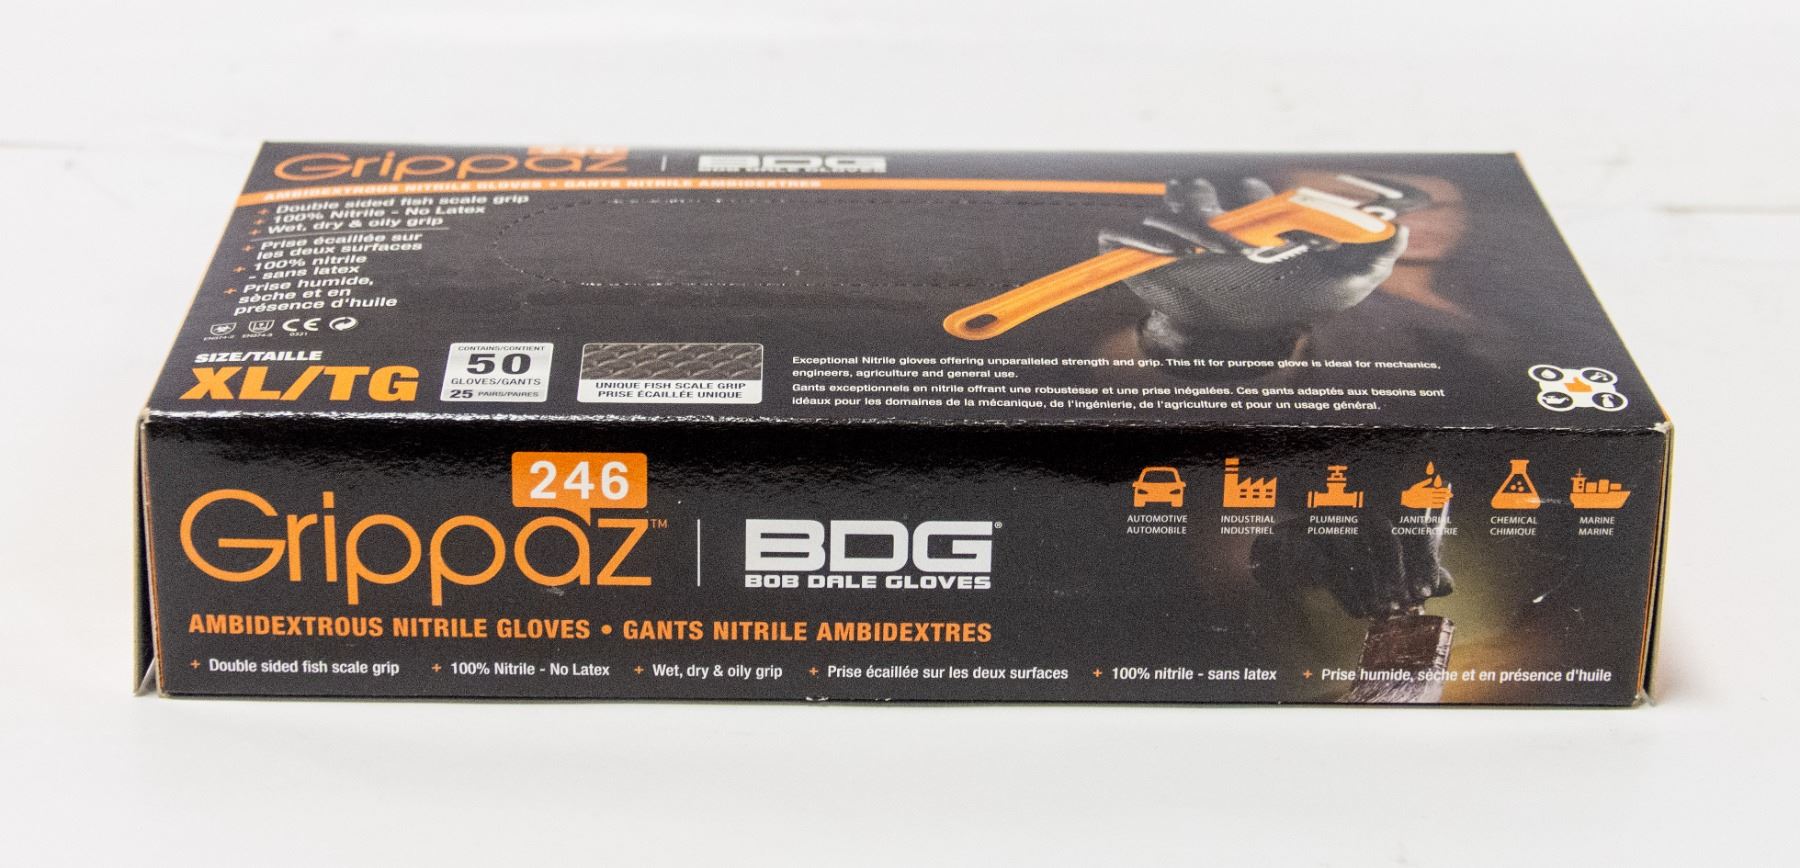 246
Grippaz | BDG
BOB DALE GLOVES
AMBIDEXTROUS NITRILE GLOVES • GANTS NITRILE AMBIDEXTRES
+ Double sided fish scale grip
+ 100% Nitrile - No Latex
+ Wet, dry & oily grip
+ Prise écaillée sur
les deux surfaces
+ 100% nitrile
- sans latex
+ Prise humide,
sèche et en
présence d'huile
CE
0321
SIZE/TAILLE
XL/TG
CONTAINS/CONTIENT
50
GLOVES/GANTS
25 PAIRS/PAIRES
UNIQUE FISH SCALE GRIP
PRISE ÉCAILLÉE UNIQUE
Exceptional Nitrile gloves offering unparalleled strength and grip. This fit for purpose glove is ideal for mechanics,
engineers, agriculture and general use.
Gants exceptionnels en nitrile offrant une robustesse et une prise inégalées. Ces gants adaptés aux besoins sont
idéaux pour les domaines de la mécanique, de l'ingénierie, de l'agriculture et pour un usage général.
246
Grippaz™ | BDG®
BOB DALE GLOVES
AMBIDEXTROUS NITRILE GLOVES • GANTS NITRILE AMBIDEXTRES
AUTOMOTIVE
AUTOMOBILE
INDUSTRIAL
INDUSTRIEL
PLUMBING
PLOMBERIE
JANITORIAL
CONCIERGERIE
CHEMICAL
CHIMIQUE
MARINE
MARINE
+ Double sided fish scale grip + 100% Nitrile - No Latex + Wet, dry & oily grip + Prise écaillée sur les deux surfaces + 100% nitrile - sans latex + Prise humide, sèche et en présence d'huile